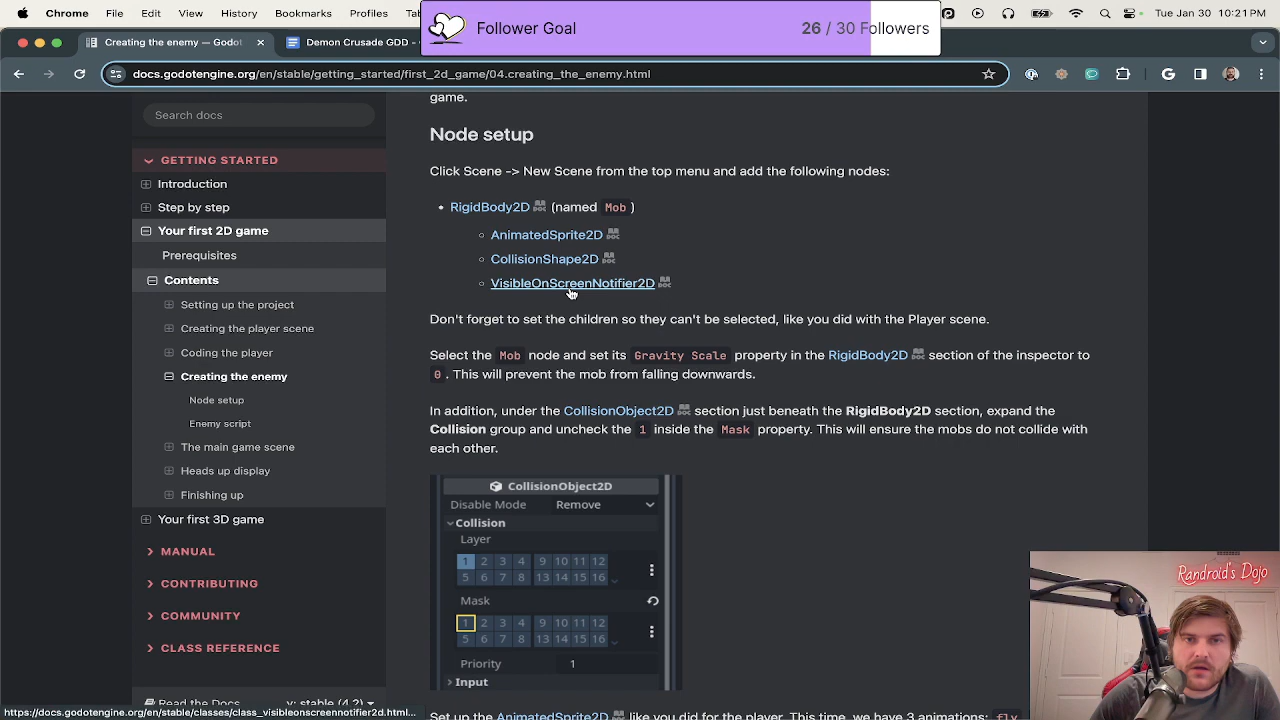 Follower Goal
26 / 30 Followers
10:21:01 PM
Creating the enemy — Godot
Demon Crusade GDD
docs.godotengine.org/en/stable/getting_started/first_2d_game/04.creating_the_enemy.html
Search docs
GETTING STARTED
Introduction
Step by step
Your first 2D game
Prerequisites
Contents
Setting up the project
Creating the player scene
Coding the player
Creating the enemy
Node setup
Enemy script
The main game scene
Heads up display
Finishing up
Your first 3D game
MANUAL
CONTRIBUTING
COMMUNITY
CLASS REFERENCE
Read the Docs
v: stable (4.2)
https://docs.godotengine.org/en/stable/classes/class_visibleonscreennotifier2d.html...
game.
Node setup
Click Scene -> New Scene from the top menu and add the following nodes:
RigidBody2D (named Mob )
AnimatedSprite2D
CollisionShape2D
VisibleOnScreenNotifier2D
Don't forget to set the children so they can't be selected, like you did with the Player scene.
Select the Mob node and set its Gravity Scale property in the RigidBody2D section of the inspector to
0 . This will prevent the mob from falling downwards.
In addition, under the CollisionObject2D section just beneath the RigidBody2D section, expand the
Collision group and uncheck the 1 inside the Mask property. This will ensure the mobs do not collide with
each other.
CollisionObject2D
Disable Mode Remove
Collision
Layer
1 2 3 4 9 10 11 12
5 6 7 8 13 14 15 16
Mask
1 2 3 4 9 10 11 12
5 6 7 8 13 14 15 16
Priority 1
Input
Set up the AnimatedSprite2D like you did for the player. This time, we have 3 animations: fly
Randroid's Dojo